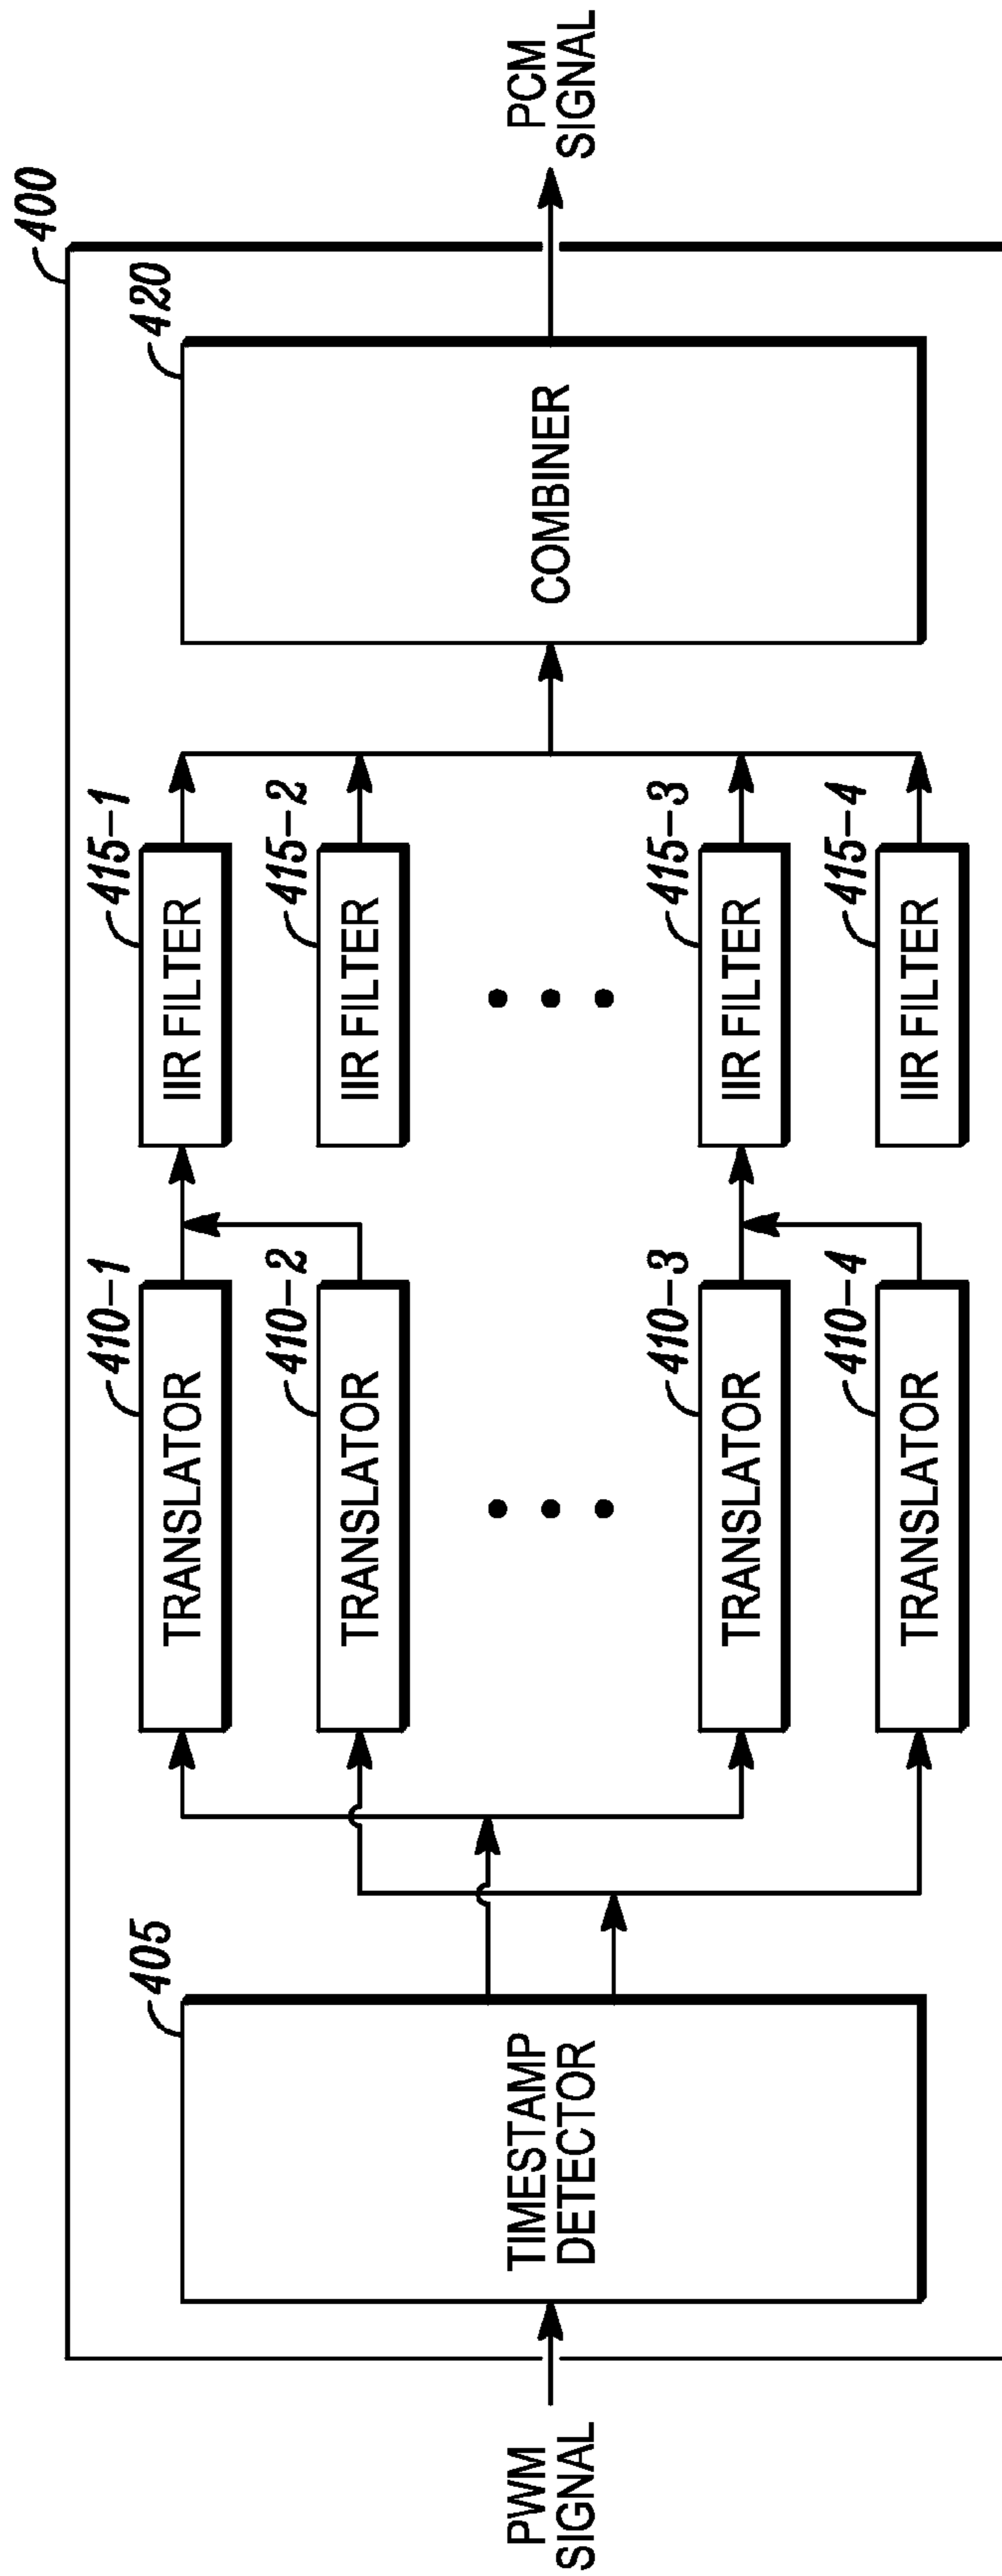 400
PWM
SIGNAL
405
TIMESTAMP
DETECTOR
410-1
TRANSLATOR
410-2
TRANSLATOR
410-3
TRANSLATOR
410-4
TRANSLATOR
415-1
IIR FILTER
415-2
IIR FILTER
415-3
IIR FILTER
415-4
IIR FILTER
420
COMBINER
PCM
SIGNAL